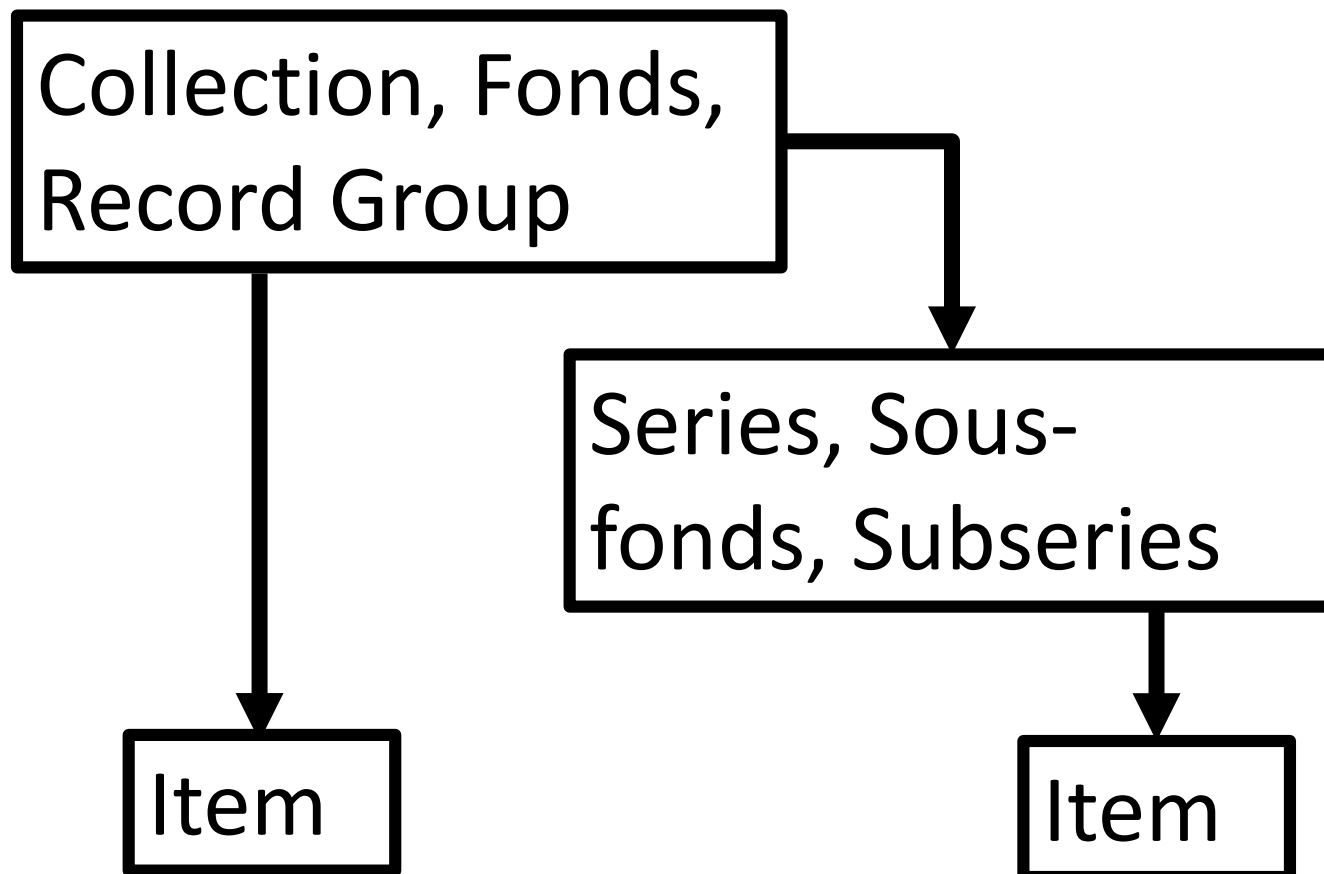 Collection, Fonds,
Record Group
Series, Sous-
fonds, Subseries
Item
Item